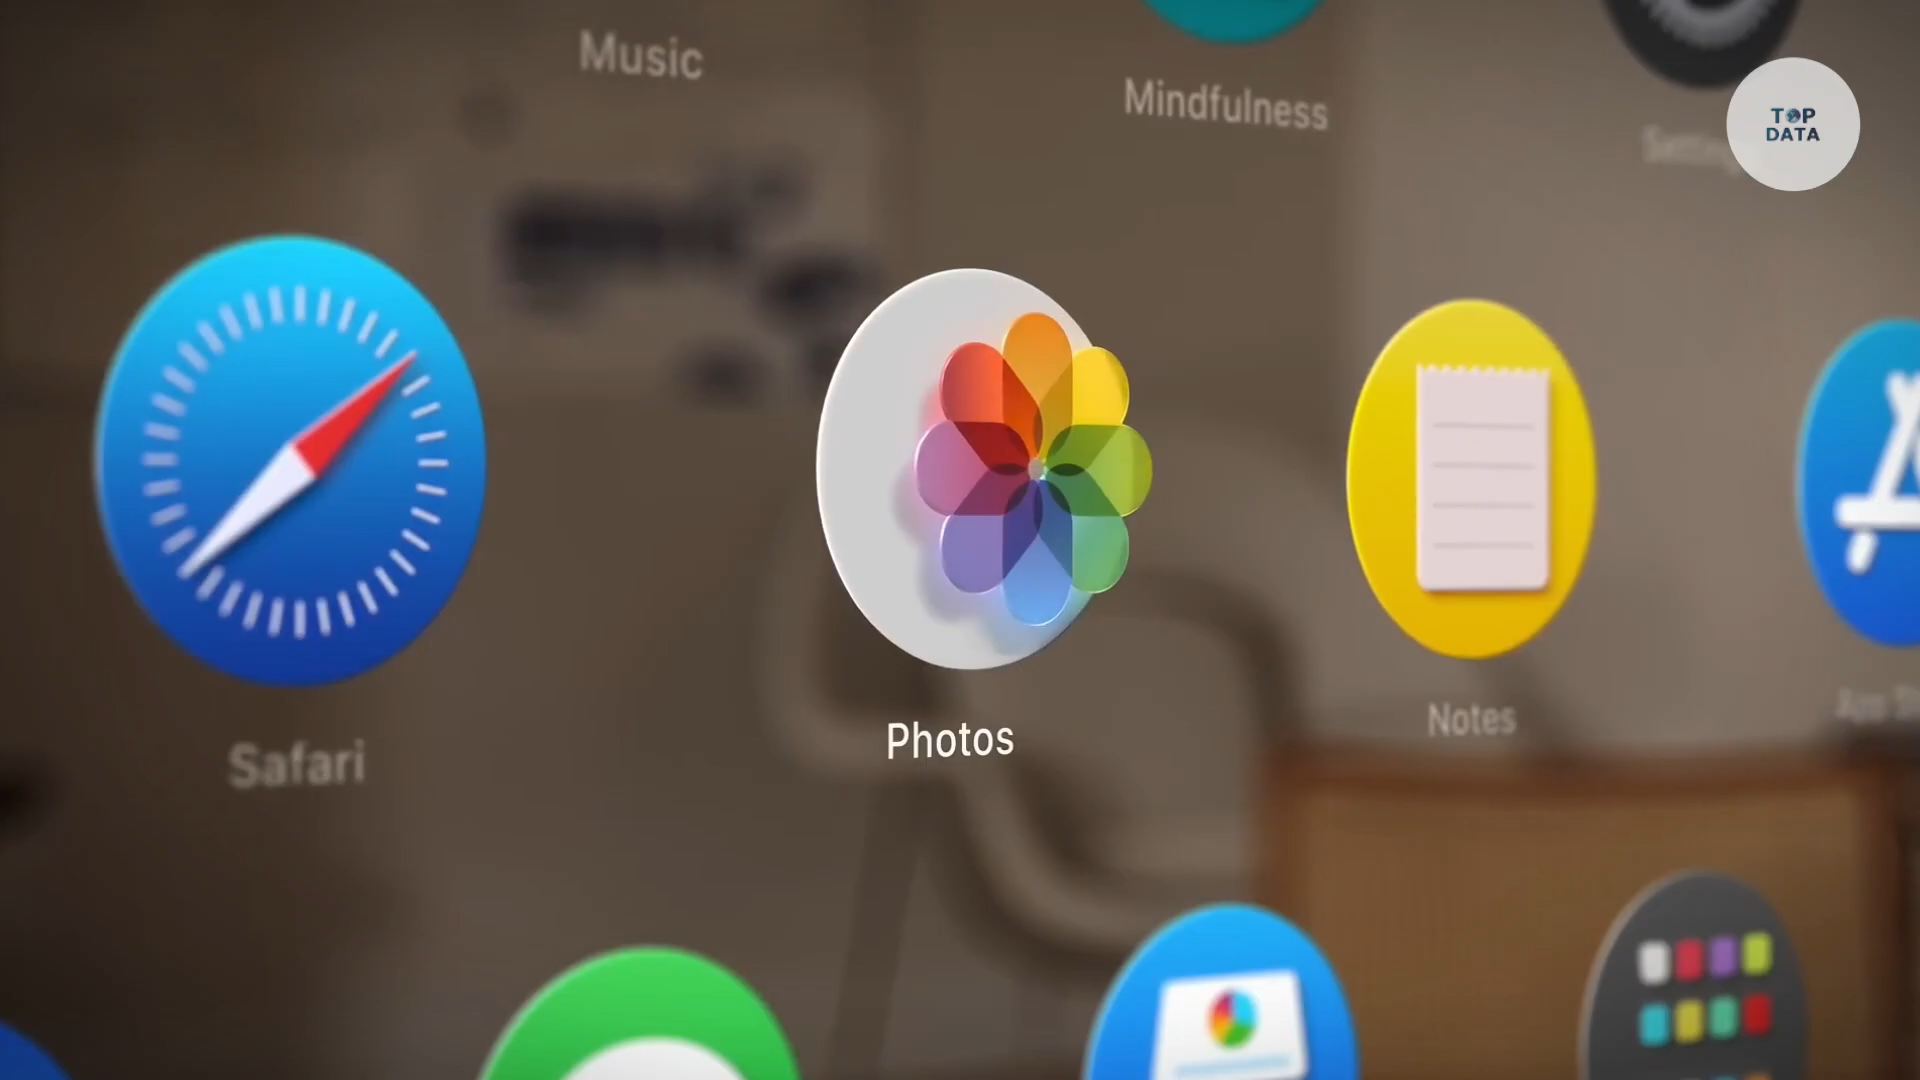 Music
Mindfulness
TOP
DATA
Safari
Photos
Notes